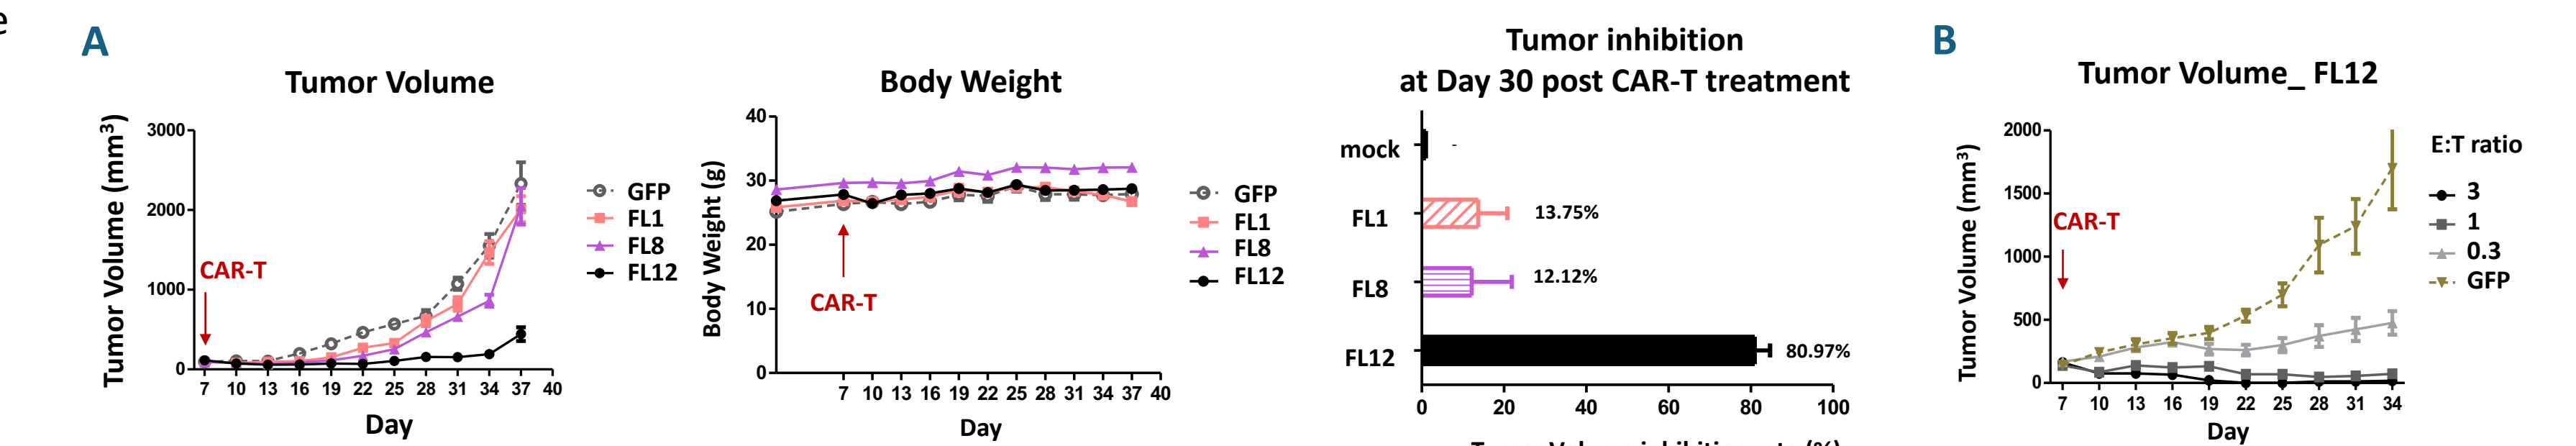 e
A
Tumor Volume
Tumor Volume (mm³)
3000
2000
1000
0
CAR-T
7 10 13 16 19 22 25 28 31 34 37 40
Day
GFP
FL1
FL8
FL12
Body Weight
Body Weight (g)
40
30
20
10
0
CAR-T
7 10 13 16 19 22 25 28 31 34 37 40
Day
GFP
FL1
FL8
FL12
Tumor inhibition
at Day 30 post CAR-T treatment
mock -
FL1 13.75%
FL8 12.12%
FL12 80.97%
0 20 40 60 80 100
B
Tumor Volume_ FL12
Tumor Volume (mm³)
2000
1500
1000
500
0
CAR-T
7 10 13 16 19 22 25 28 31 34
Day
E:T ratio
3
1
0.3
GFP